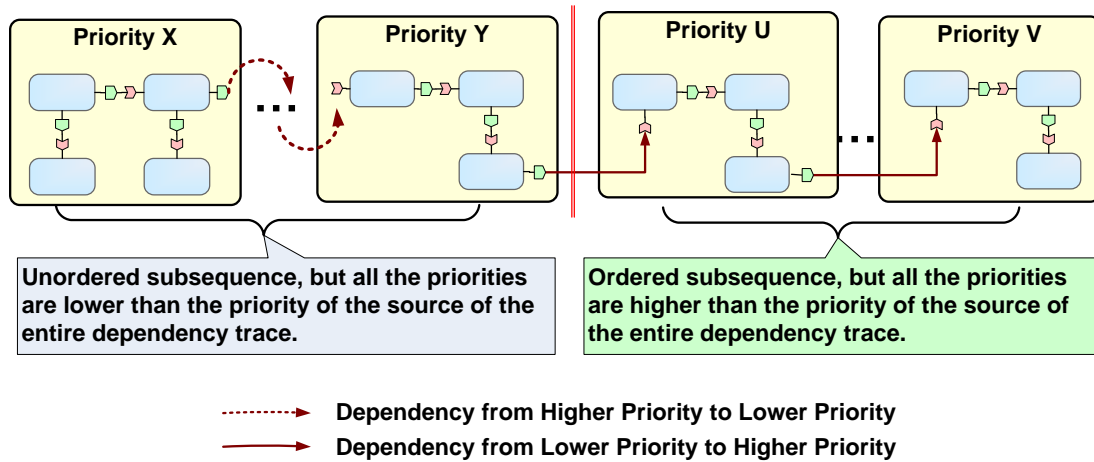 Priority X
Priority Y
Priority U
Priority V
Unordered subsequence, but all the priorities
are lower than the priority of the source of the
entire dependency trace.
Ordered subsequence, but all the priorities
are higher than the priority of the source of
the entire dependency trace.
Dependency from Higher Priority to Lower Priority
Dependency from Lower Priority to Higher Priority